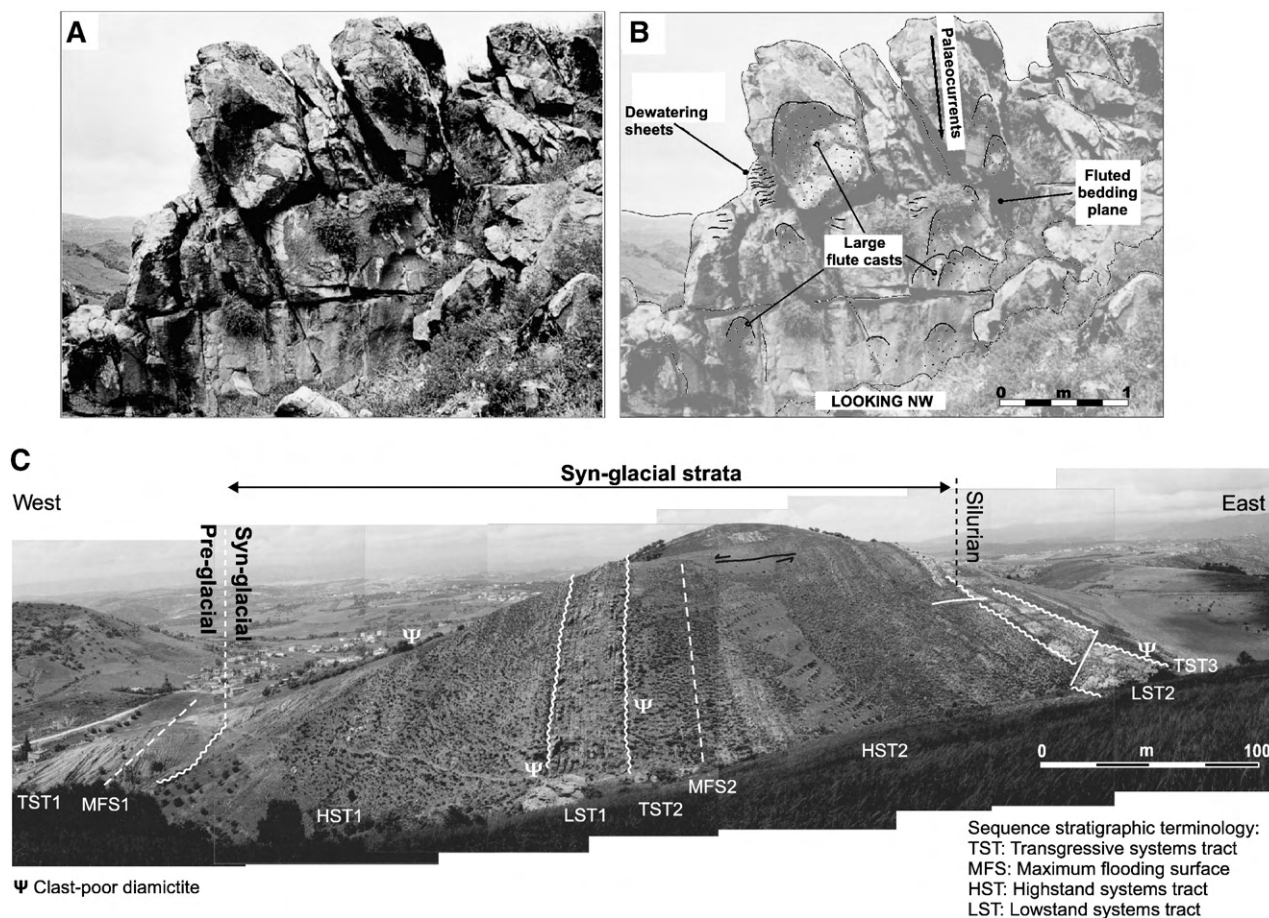 A
B
Palaeocurrents
Dewatering
sheets
Fluted
bedding
plane
Large
flute casts
0 m 1
LOOKING NW
C
Syn-glacial strata
West
East
Pre-glacial
Syn-glacial
Silurian
Ψ
Ψ
Ψ
Ψ
TST3
LST2
HST2
0 m 100
MFS2
TST1
MFS1
HST1
LST1
TST2
Sequence stratigraphic terminology:
TST: Transgressive systems tract
MFS: Maximum flooding surface
HST: Highstand systems tract
LST: Lowstand systems tract
Ψ Clast-poor diamictite